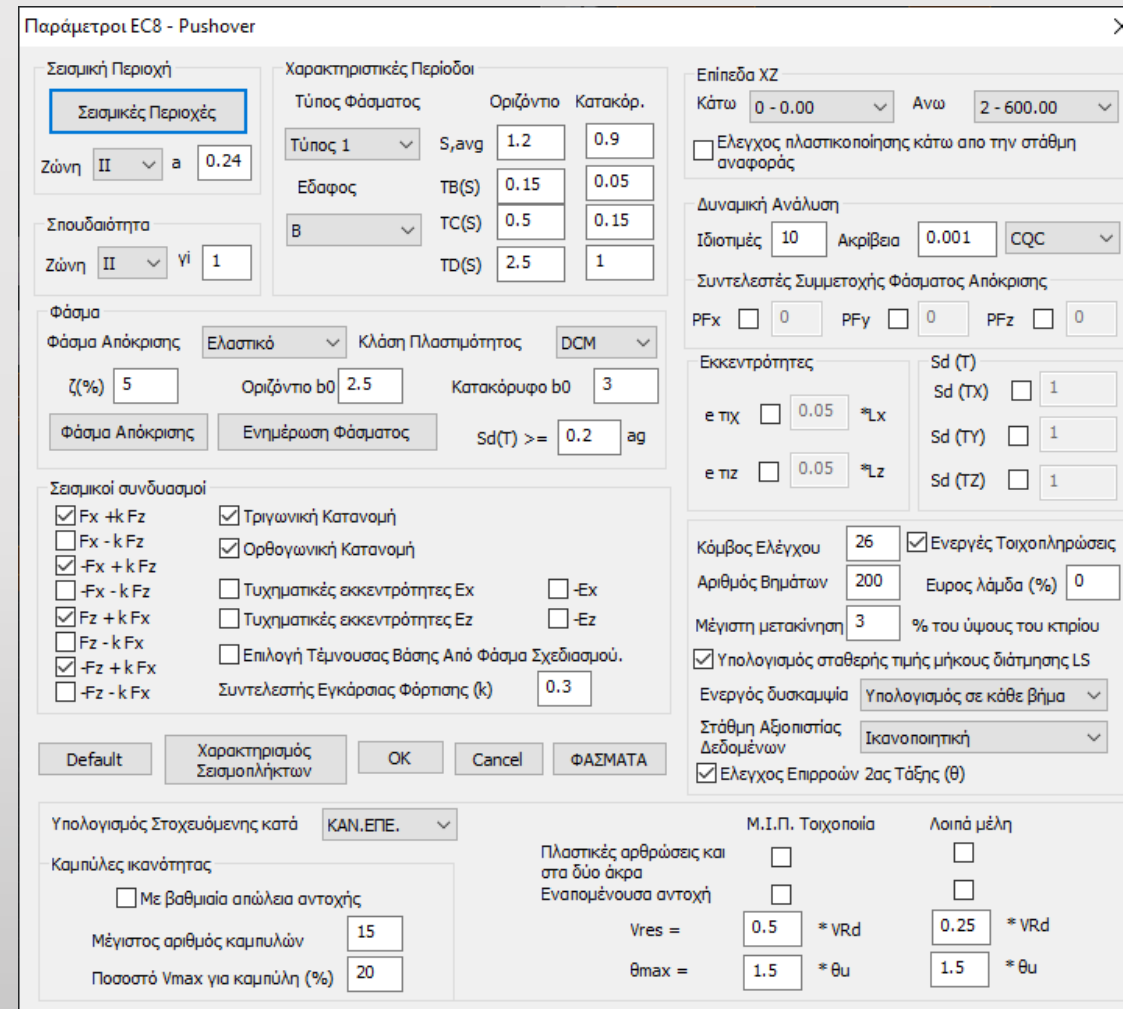 Παράμετροι EC8 - Pushover
Σεισμική Περιοχή
Σεισμικές Περιοχές
Ζώνη II a 0.24
Σπουδαιότητα
Ζώνη II γi 1
Χαρακτηριστικές Περίοδοι
Τύπος Φάσματος Οριζόντιο Κατακόρ.
Τύπος 1 S,avg 1.2 0.9
Εδαφος TB(S) 0.15 0.05
B TC(S) 0.5 0.15
TD(S) 2.5 1
Επίπεδα XZ
Κάτω 0 - 0.00 Ανω 2 - 600.00
Ελεγχος πλαστικοποίησης κάτω απο την στάθμη
αναφοράς
Δυναμική Ανάλυση
Ιδιοτιμές 10 Ακρίβεια 0.001 CQC
Συντελεστές Συμμετοχής Φάσματος Απόκρισης
PFx 0 PFy 0 PFz 0
Φάσμα
Φάσμα Απόκρισης Ελαστικό Κλάση Πλαστιμότητος DCM
ζ(%) 5 Οριζόντιο b0 2.5 Κατακόρυφο b0 3
Φάσμα Απόκρισης Ενημέρωση Φάσματος Sd(T) >= 0.2 ag
Εκκεντρότητες
e τιχ 0.05 *Lx
e τιz 0.05 *Lz
Sd (T)
Sd (TX) 1
Sd (TY) 1
Sd (TZ) 1
Σεισμικοί συνδυασμοί
Fx +k Fz
Fx - k Fz
-Fx + k Fz
-Fx - k Fz
Fz + k Fx
Fz - k Fx
-Fz + k Fx
-Fz - k Fx
Τριγωνική Κατανομή
Ορθογωνική Κατανομή
Τυχηματικές εκκεντρότητες Ex -Ex
Τυχηματικές εκκεντρότητες Ez -Ez
Επιλογή Τέμνουσας Βάσης Από Φάσμα Σχεδιασμού.
Συντελεστής Εγκάρσιας Φόρτισης (k) 0.3
Κόμβος Ελέγχου 26 Ενεργές Τοιχοπληρώσεις
Αριθμός Βημάτων 200 Ευρος λάμδα (%) 0
Μέγιστη μετακίνηση 3 % του ύψους του κτιρίου
Υπολογισμός σταθερής τιμής μήκους διάτμησης LS
Ενεργός δυσκαμψία Υπολογισμός σε κάθε βήμα
Στάθμη Αξιοπιστίας
Δεδομένων Ικανοποιητική
Ελεγχος Επιρροών 2ας Τάξης (θ)
Default Χαρακτηρισμός
Σεισμοπλήκτων OK Cancel ΦΑΣΜΑΤΑ
Υπολογισμός Στοχευόμενης κατά ΚΑΝ.ΕΠΕ.
Καμπύλες ικανότητας
Με βαθμιαία απώλεια αντοχής
Μέγιστος αριθμός καμπυλών 15
Ποσοστό Vmax για καμπύλη (%) 20
Μ.Ι.Π. Τοιχοποιία Λοιπά μέλη
Πλαστικές αρθρώσεις και
στα δύο άκρα
Εναπομένουσα αντοχή
Vres = 0.5 * VRd 0.25 * VRd
θmax = 1.5 * θu 1.5 * θu